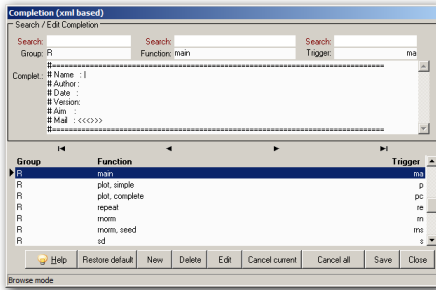 Completion (xml based)
Search / Edit Completion
Search: Search: Search:
Group: R Function: main Trigger: ma
Complet.: #===============================================================
# Name : |
# Author :
# Date :
# Version:
# Aim :
# Mail : <<<>>>
#===============================================================
Group Function Trigger
R main ma
R plot, simple p
R plot, complete pc
R repeat re
R rnorm rn
R rnorm, seed rns
R sd s
Help Restore default New Delete Edit Cancel current Cancel all Save Close
Browse mode